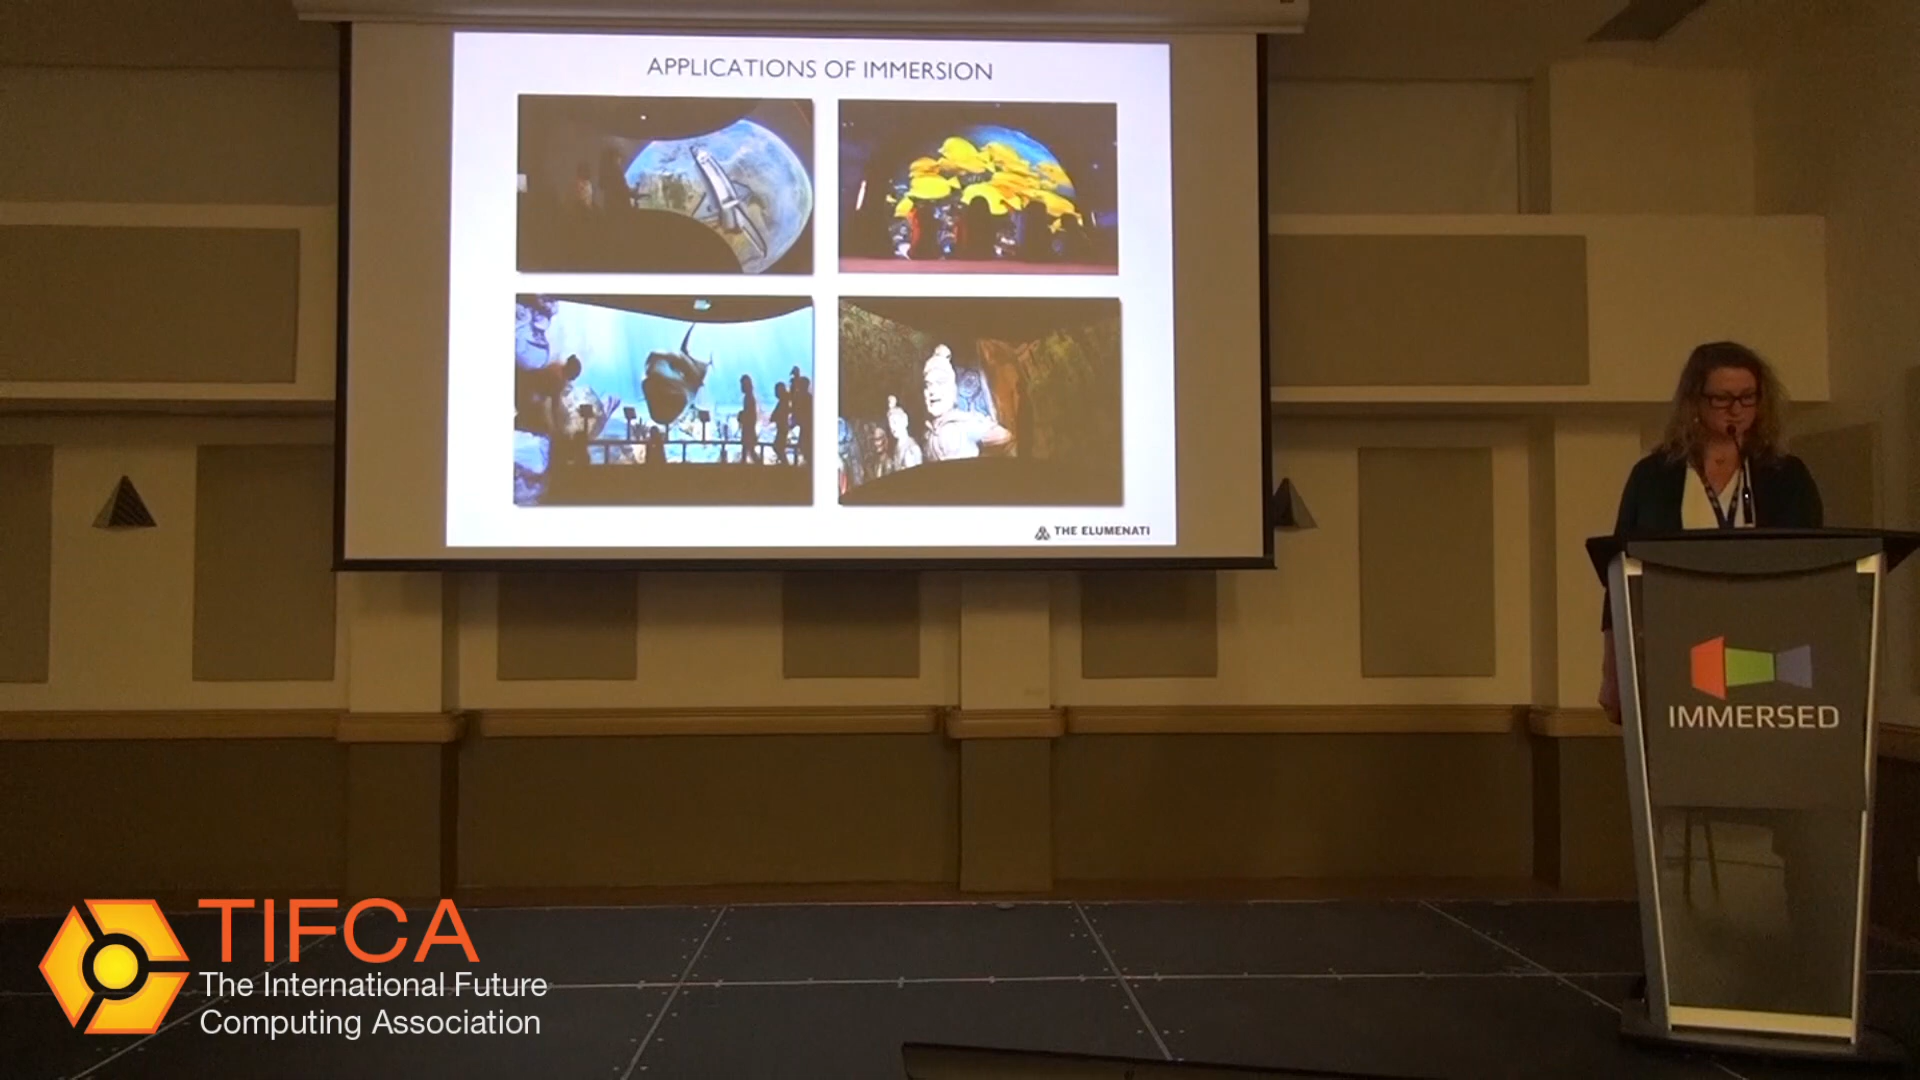 APPLICATIONS OF IMMERSION
THE ELUMENATI
IMMERSED
TIFCA
The International Future
Computing Association